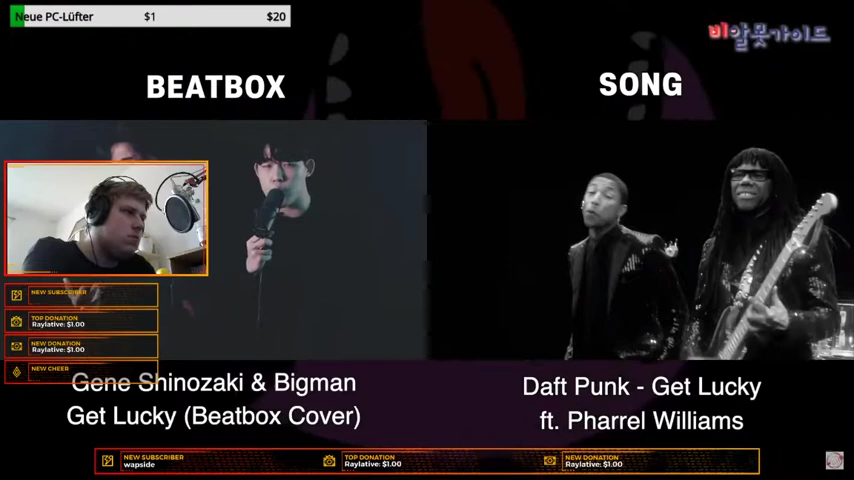 Neue PC-Lüfter $1 $20
비알못가이드
BEATBOX
SONG
NEW SUBSCRIBER
TOP DONATION
Raylative: $1.00
NEW DONATION
Raylative: $1.00
NEW CHEER
Gene Shinozaki & Bigman
Get Lucky (Beatbox Cover)
Daft Punk - Get Lucky
ft. Pharrel Williams
NEW SUBSCRIBER
wapside
TOP DONATION
Raylative: $1.00
NEW DONATION
Raylative: $1.00